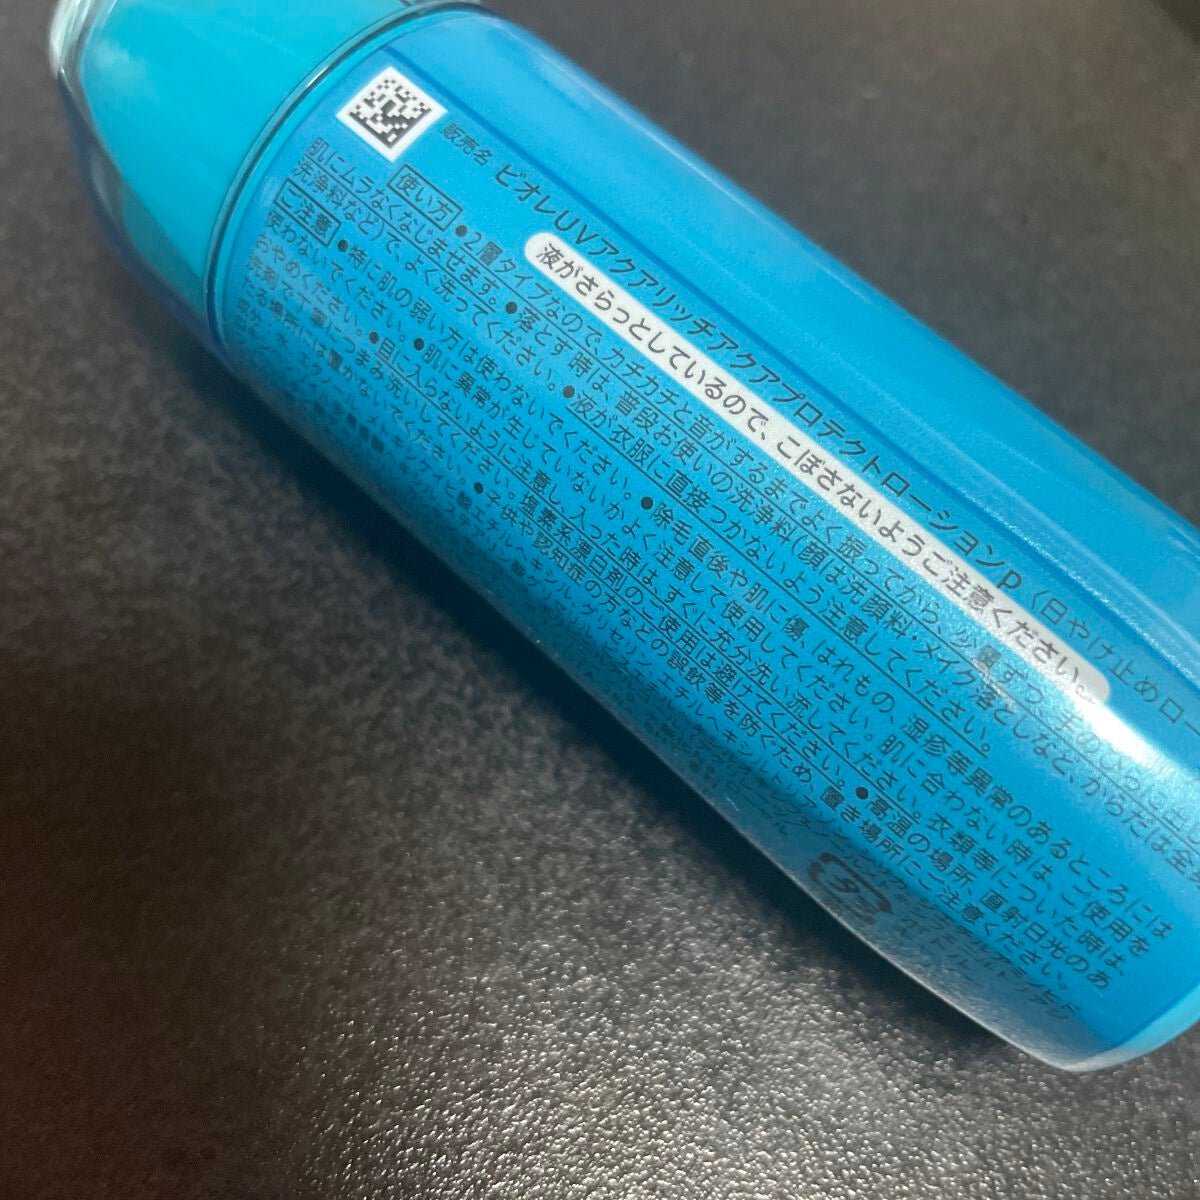 販売名 ビオレUVアクアリッチアクアプロテクトローションP〈日やけ止めロー
液がさらっとしているので、こぼさないようご注意ください。
使い方 ●2層タイプなので、カチカチと音がするまでよく振ってから、少量ずつ、手のひらに出
肌にムラなくなじませます。●落とす時は、普段お使いの洗浄料(顔は洗顔料・メイク落としなど、からだは全
洗浄料など)で、よく洗ってください。●液が衣服に直接つかないよう注意してください。
ご注意 ●特に肌の弱い方は使わないでください。●除毛直後や肌に傷、はれもの、湿疹等異常のあるところには
使わないでください。●肌に異常が生じていないかよく注意して使用してください。肌に合わない時は、ご使用を
おやめください。●目に入らないように注意し、入った時は、すぐに充分洗い流してください。衣類等についた時は、
洗剤で丁寧につまみ洗いしてください。塩素系漂白剤のご使用は避けてください。●高温の場所、直射日光のあ
たる場所には置かないでください。●子供や認知症の方などの誤飲等を防ぐため、置き場所にご注意ください。
成分:水、エタノール